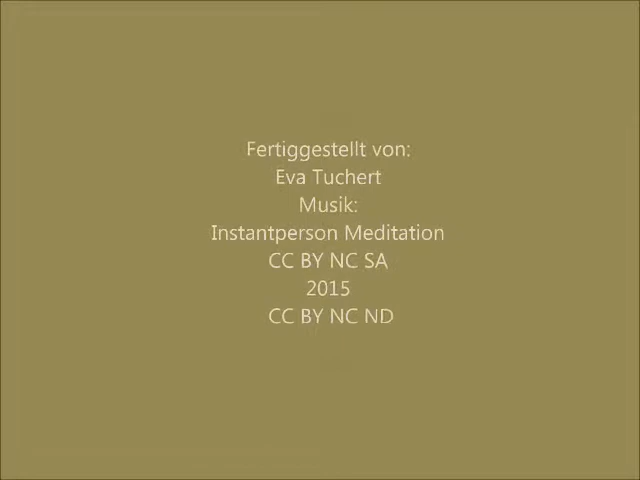 Fertiggestellt von:
Eva Tuchert
Musik:
Instantperson Meditation
CC BY NC SA
2015
CC BY NC ND